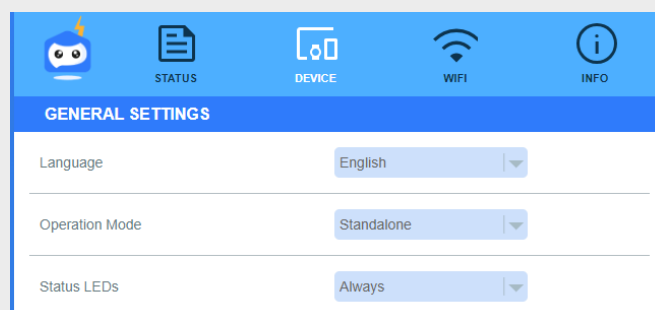 STATUS DEVICE WIFI INFO
GENERAL SETTINGS
Language English
Operation Mode Standalone
Status LEDs Always